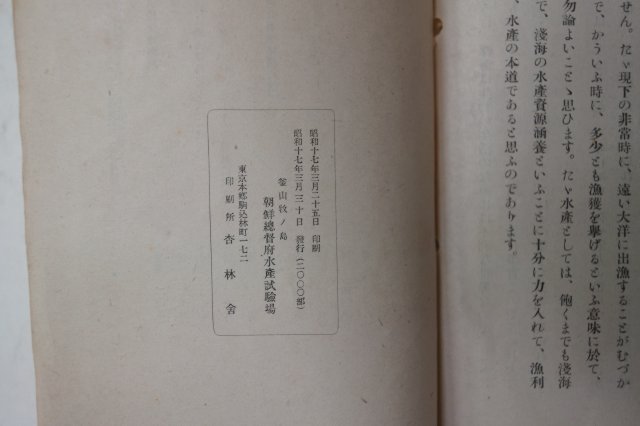 せん。たゞ現下の非常時に、遠い大洋に出漁することがむづか
で、かういふ時に、多少とも漁獲を擧げるといふ意味に於て、
勿論よいことゝ思ひます。たゞ水產としては、飽くまでも淺海
で、淺海の水產資源涵養といふことに十分に力を入れて、漁利
、水產の本道であると思ふのであります。
昭和十七年三月二十五日 印刷
昭和十七年三月三十日 發行(二〇〇〇部)
釜山牧ノ島
朝鮮總督府水產試驗場
東京本鄕駒込林町一七二
印刷所 杏林舍